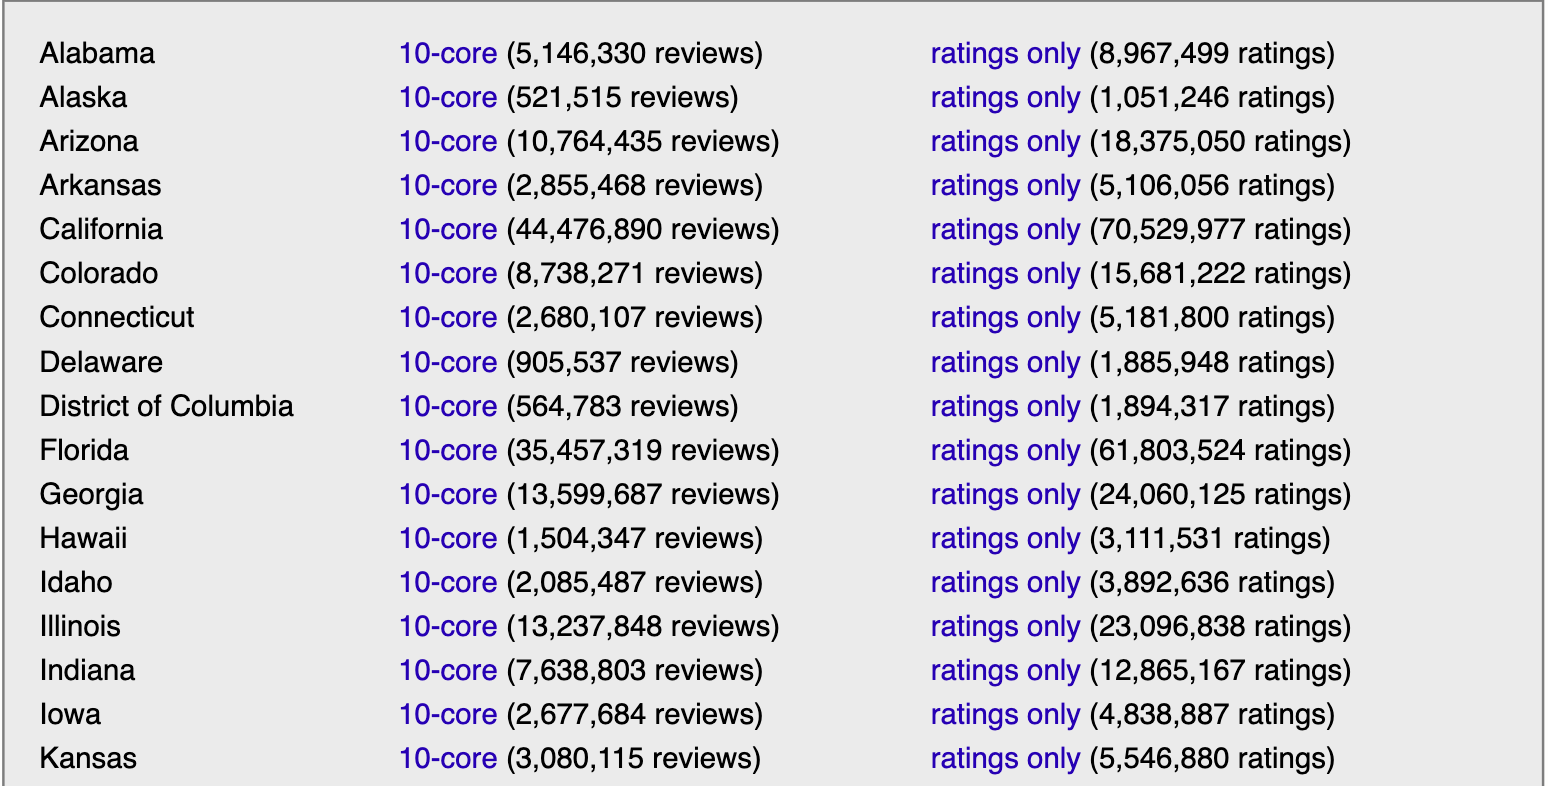 Alabama 10-core (5,146,330 reviews) ratings only (8,967,499 ratings)
Alaska 10-core (521,515 reviews) ratings only (1,051,246 ratings)
Arizona 10-core (10,764,435 reviews) ratings only (18,375,050 ratings)
Arkansas 10-core (2,855,468 reviews) ratings only (5,106,056 ratings)
California 10-core (44,476,890 reviews) ratings only (70,529,977 ratings)
Colorado 10-core (8,738,271 reviews) ratings only (15,681,222 ratings)
Connecticut 10-core (2,680,107 reviews) ratings only (5,181,800 ratings)
Delaware 10-core (905,537 reviews) ratings only (1,885,948 ratings)
District of Columbia 10-core (564,783 reviews) ratings only (1,894,317 ratings)
Florida 10-core (35,457,319 reviews) ratings only (61,803,524 ratings)
Georgia 10-core (13,599,687 reviews) ratings only (24,060,125 ratings)
Hawaii 10-core (1,504,347 reviews) ratings only (3,111,531 ratings)
Idaho 10-core (2,085,487 reviews) ratings only (3,892,636 ratings)
Illinois 10-core (13,237,848 reviews) ratings only (23,096,838 ratings)
Indiana 10-core (7,638,803 reviews) ratings only (12,865,167 ratings)
Iowa 10-core (2,677,684 reviews) ratings only (4,838,887 ratings)
Kansas 10-core (3,080,115 reviews) ratings only (5,546,880 ratings)